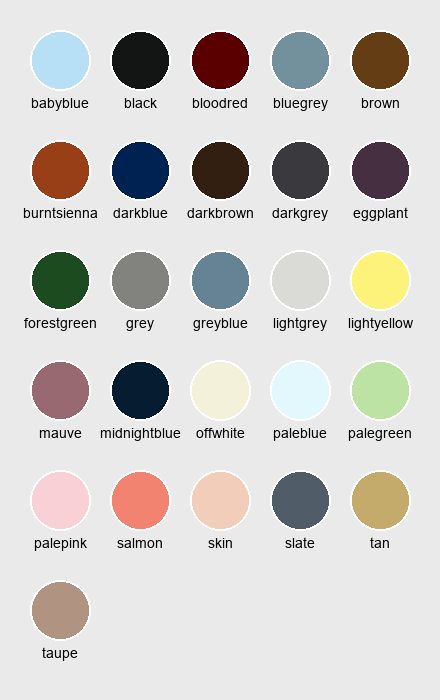 babyblue black bloodred bluegrey brown
burntsienna darkblue darkbrown darkgrey eggplant
forestgreen grey greyblue lightgrey lightyellow
mauve midnightblue offwhite paleblue palegreen
palepink salmon skin slate tan
taupe